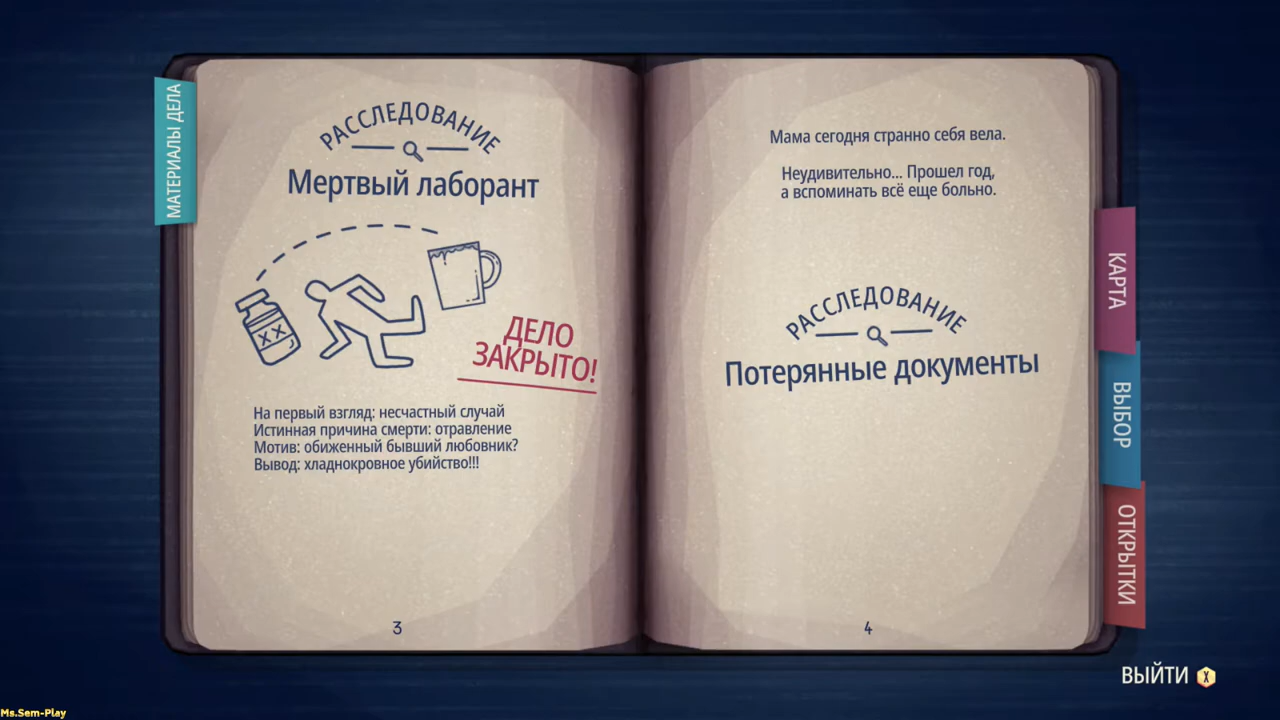 МАТЕРИАЛЫ ДЕЛА
РАССЛЕДОВАНИЕ
Мертвый лаборант
XX
ДЕЛО
ЗАКРЫТО!
На первый взгляд: несчастный случай
Истинная причина смерти: отравление
Мотив: обиженный бывший любовник?
Вывод: хладнокровное убийство!!!
3
Мама сегодня странно себя вела.
Неудивительно... Прошел год,
а вспоминать всё еще больно.
РАССЛЕДОВАНИЕ
Потерянные документы
4
КАРТА
ВЫБОР
ОТКРЫТКИ
ВЫЙТИ X
Ms.Sem-Play